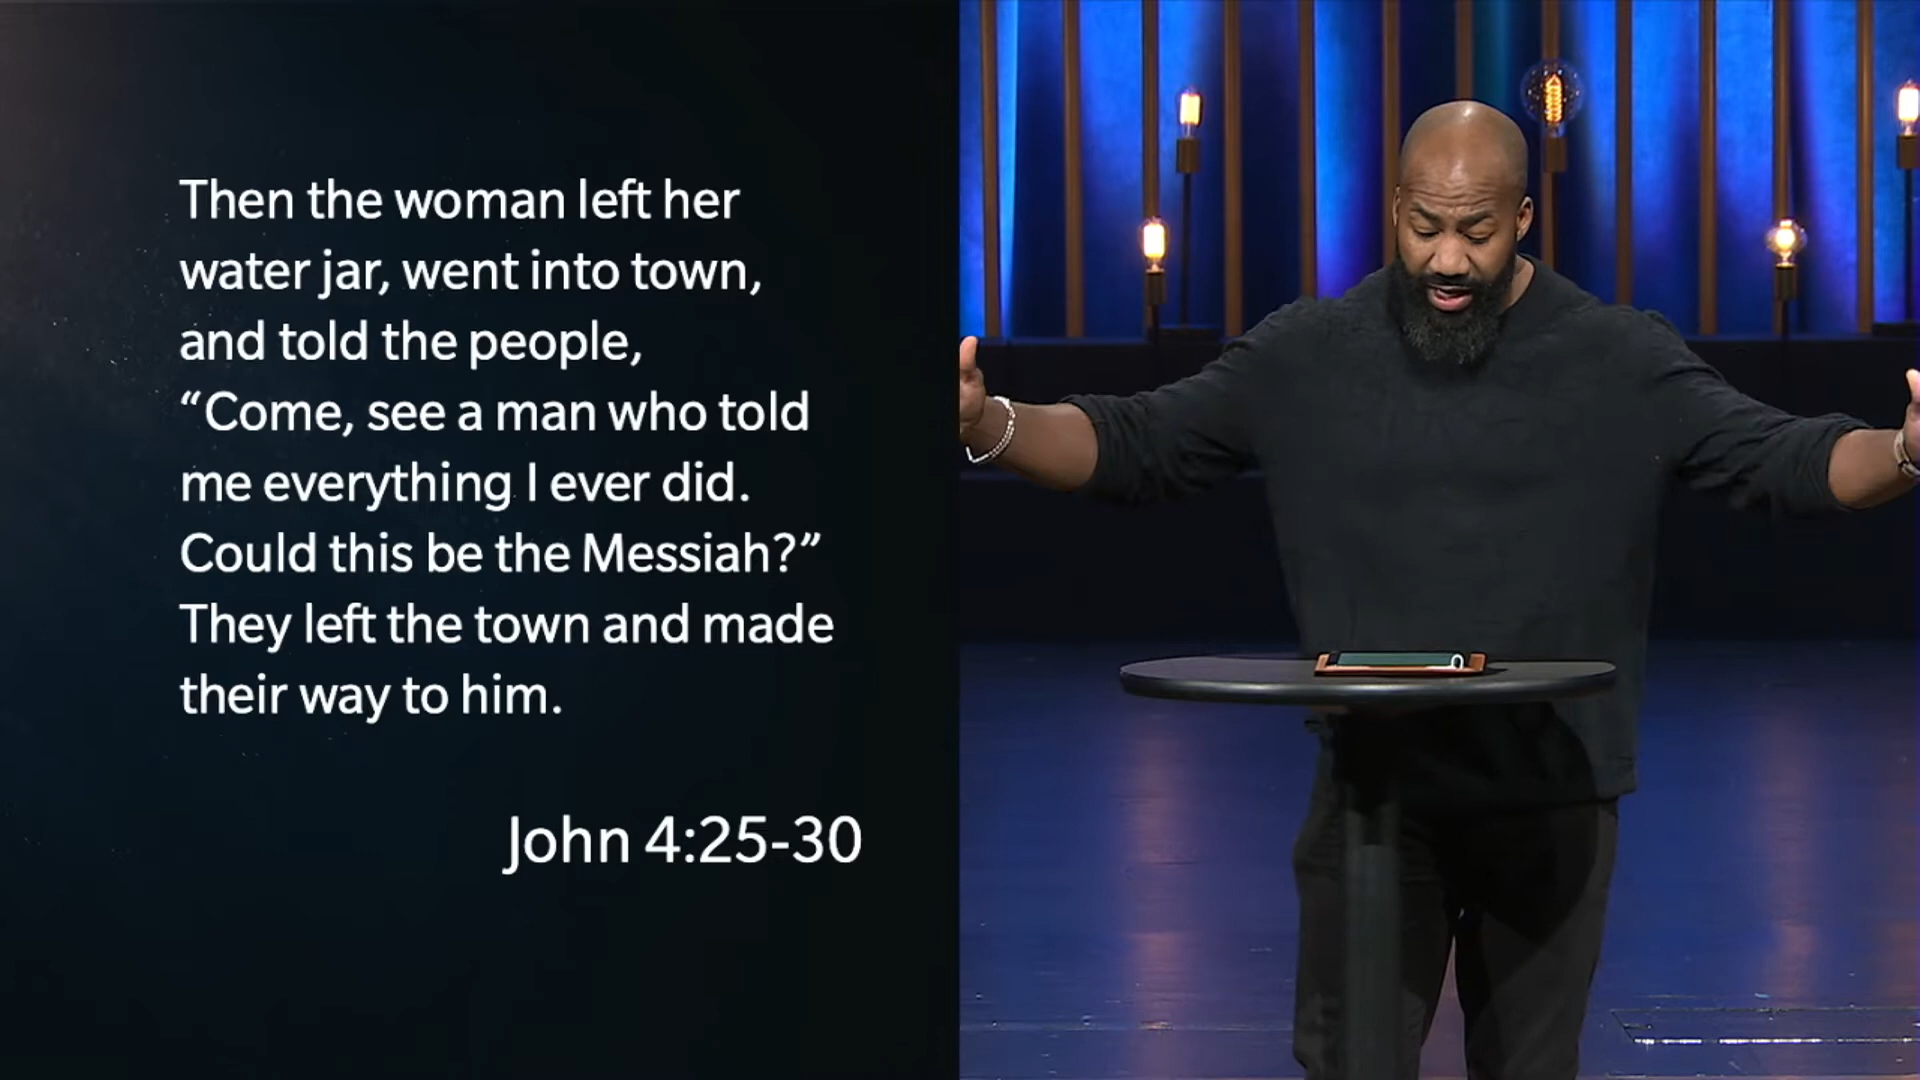 Then the woman left her
water jar, went into town,
and told the people,
“Come, see a man who told
me everything I ever did.
Could this be the Messiah?”
They left the town and made
their way to him.
John 4:25-30